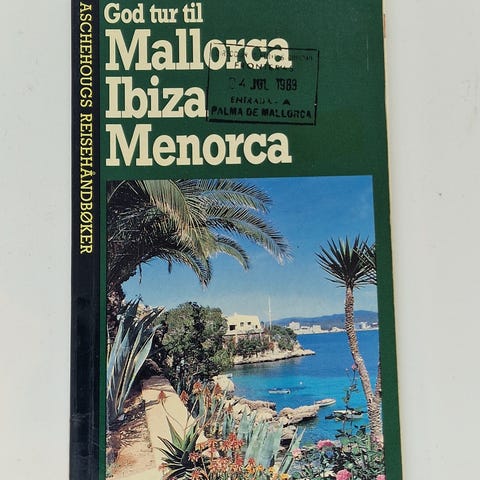 ASCHEHOUGS REISEHÅNDBØKER
God tur til
Mallorca
Ibiza
Menorca
04 JUL 1989
ENTRADA - A
PALMA DE MALLORCA